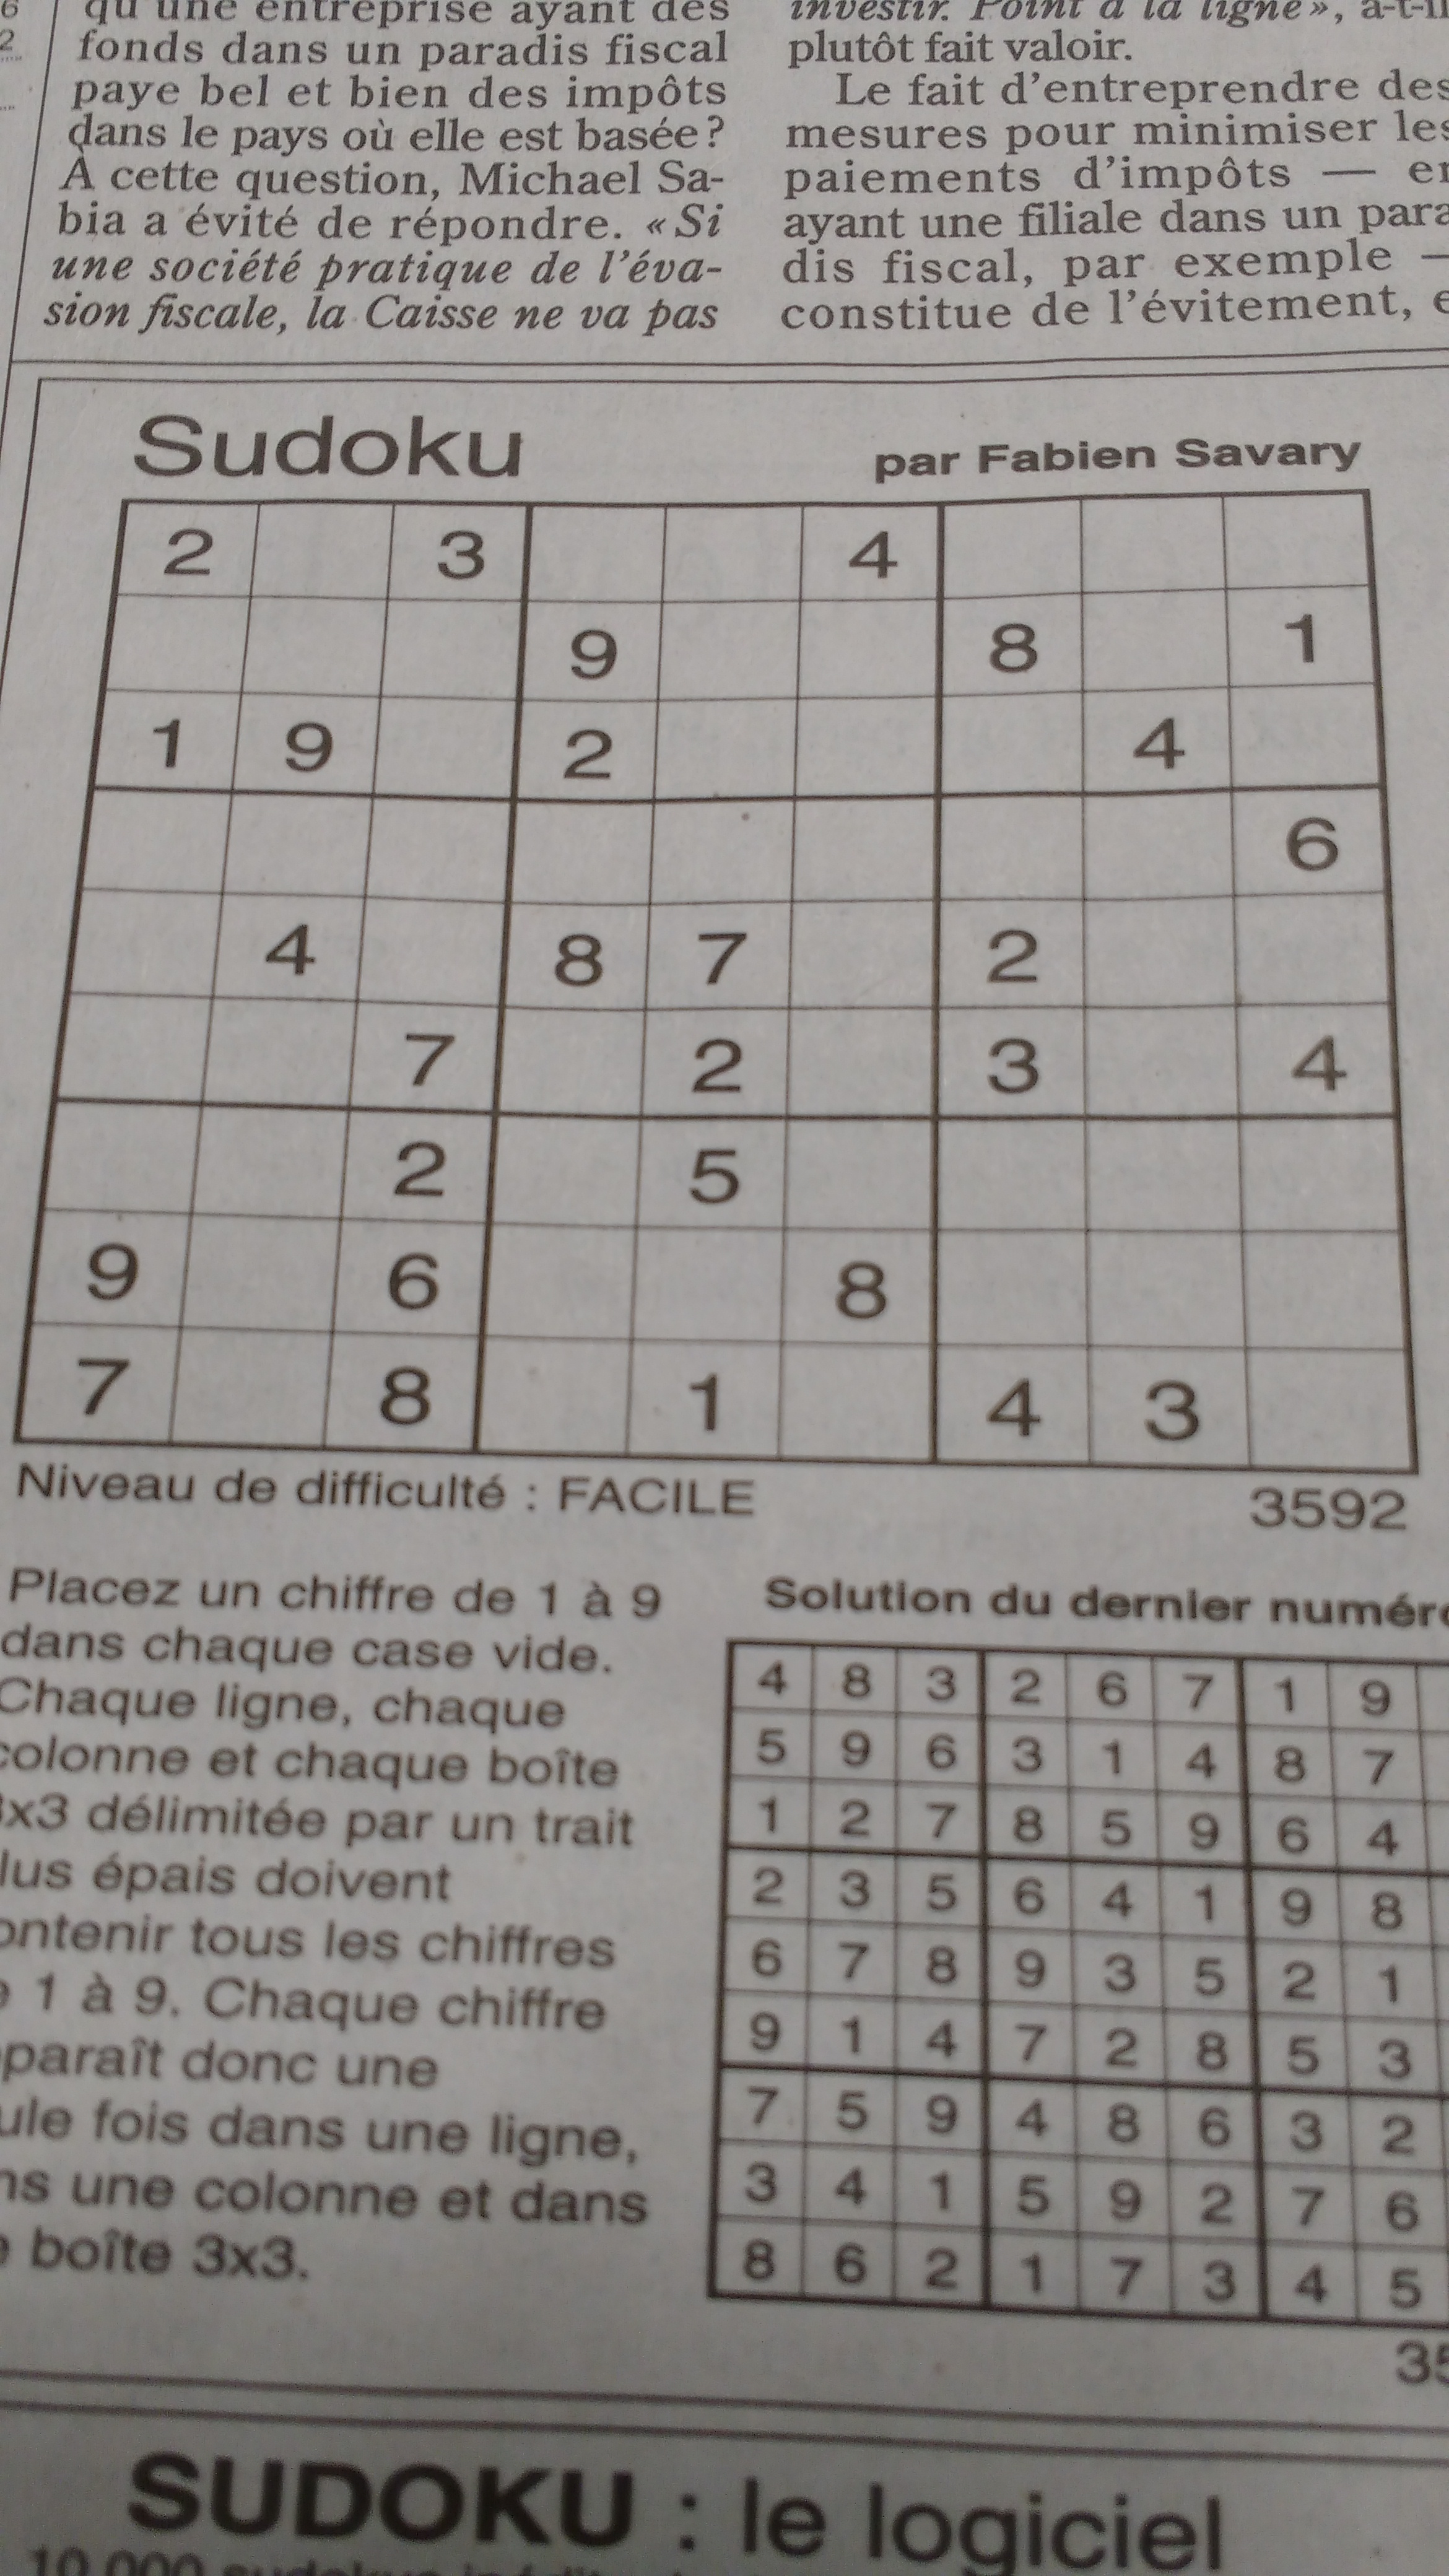 qu'une entreprise ayant des
fonds dans un paradis fiscal
paye bel et bien des impôts
dans le pays où elle est basée?
À cette question, Michael Sa-
bia a évité de répondre. «Si
une société pratique de l'éva-
sion fiscale, la Caisse ne va pas
investir. Point à la ligne», a-t-il
plutôt fait valoir.
Le fait d'entreprendre des
mesures pour minimiser les
paiements d'impôts — en
ayant une filiale dans un para
dis fiscal, par exemple —
constitue de l'évitement, e
Sudoku
par Fabien Savary
2 3 4
9 8 1
1 9 2 4
6
4 8 7 2
7 2 3 4
2 5
9 6 8
7 8 1 4 3
Niveau de difficulté : FACILE
3592
Placez un chiffre de 1 à 9
dans chaque case vide.
Chaque ligne, chaque
colonne et chaque boîte
3x3 délimitée par un trait
lus épais doivent
ontenir tous les chiffres
e 1 à 9. Chaque chiffre
paraît donc une
ule fois dans une ligne,
ns une colonne et dans
e boîte 3x3.
Solution du dernier numéro
4 8 3 2 6 7 1 9
5 9 6 3 1 4 8 7
1 2 7 8 5 9 6 4
2 3 5 6 4 1 9 8
6 7 8 9 3 5 2 1
9 1 4 7 2 8 5 3
7 5 9 4 8 6 3 2
3 4 1 5 9 2 7 6
8 6 2 1 7 3 4 5
35
SUDOKU : le logiciel
10 000 sudokus